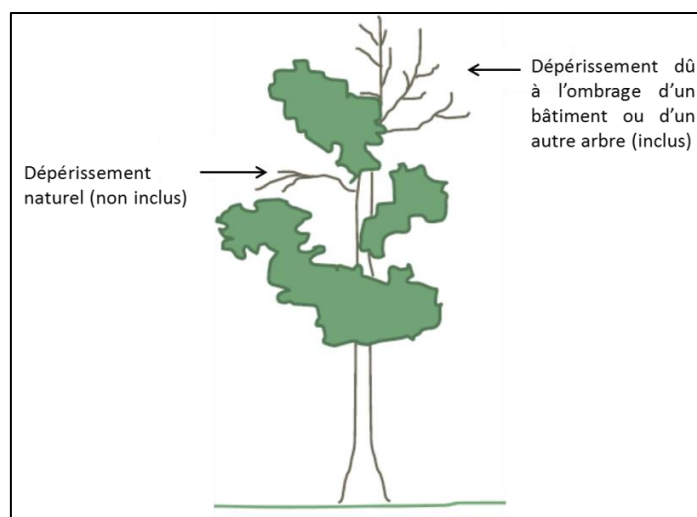 Dépérissement dû
à l’ombrage d’un
bâtiment ou d’un
autre arbre (inclus)
Dépérissement
naturel (non inclus)